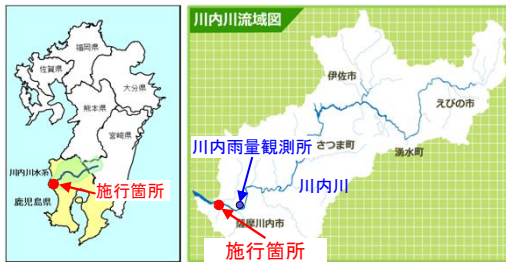 福岡県
佐賀県
大分県
熊本県
宮崎県
川内川水系
施行箇所
鹿児島県
川内川流域図
伊佐市
えびの市
川内雨量観測所
さつま町
湧水町
川内川
薩摩川内市
施行箇所